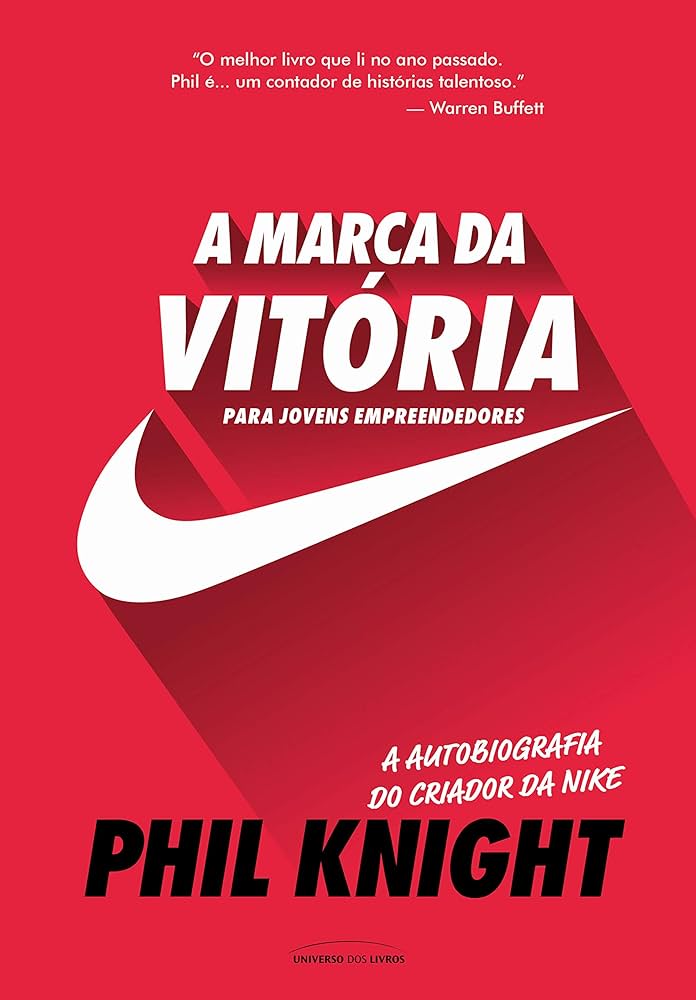 “O melhor livro que li no ano passado.
Phil é... um contador de histórias talentoso.”
— Warren Buffett
A MARCA DA
VITÓRIA
PARA JOVENS EMPREENDEDORES
A AUTOBIOGRAFIA
DO CRIADOR DA NIKE
PHIL KNIGHT
UNIVERSO DOS LIVROS